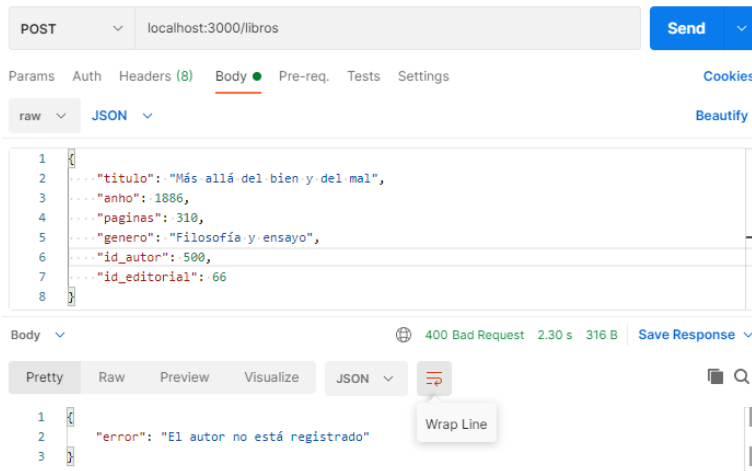 POST localhost:3000/libros Send
Params Auth Headers (8) Body Pre-req. Tests Settings Cookies
raw JSON Beautify
1 {
2 "titulo": "Más allá del bien y del mal",
3 "anho": 1886,
4 "paginas": 310,
5 "genero": "Filosofía y ensayo",
6 "id_autor": 500,
7 "id_editorial": 66
8 }
Body 400 Bad Request 2.30 s 316 B Save Response
Pretty Raw Preview Visualize JSON
Wrap Line
1 {
2 "error": "El autor no está registrado"
3 }